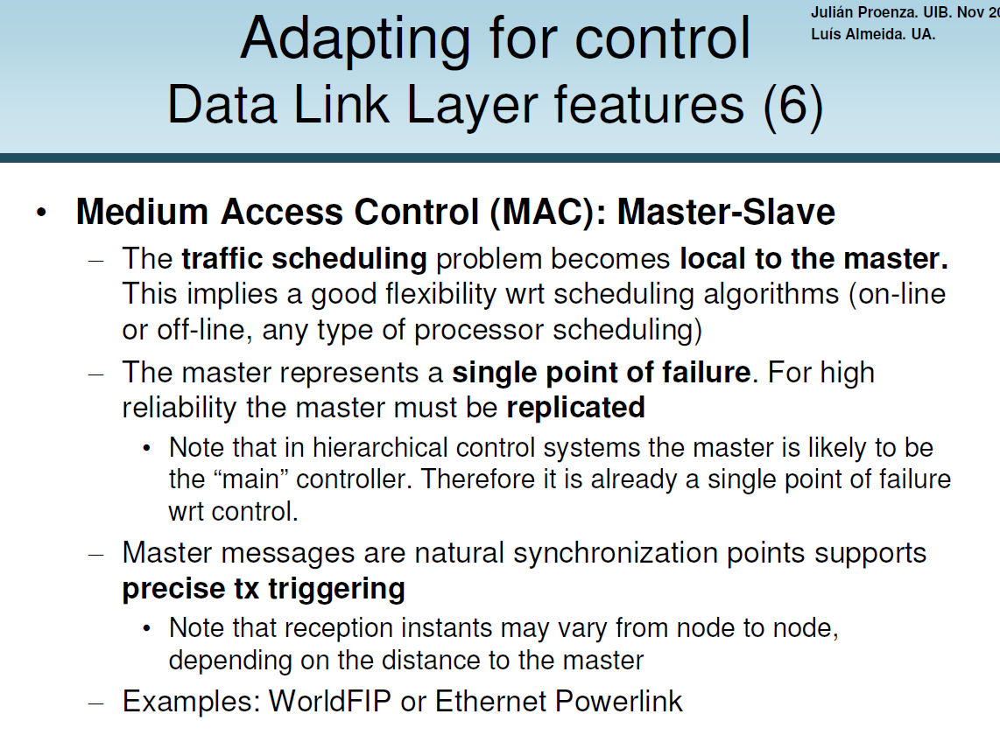 Julián Proenza. UIB. Nov
Luís Almeida. UA.
Adapting for control
Data Link Layer features (6)
• Medium Access Control (MAC): Master-Slave
– The traffic scheduling problem becomes local to the master.
This implies a good flexibility wrt scheduling algorithms (on-line
or off-line, any type of processor scheduling)
– The master represents a single point of failure. For high
reliability the master must be replicated
• Note that in hierarchical control systems the master is likely to be
the “main” controller. Therefore it is already a single point of failure
wrt control.
– Master messages are natural synchronization points supports
precise tx triggering
• Note that reception instants may vary from node to node,
depending on the distance to the master
– Examples: WorldFIP or Ethernet Powerlink